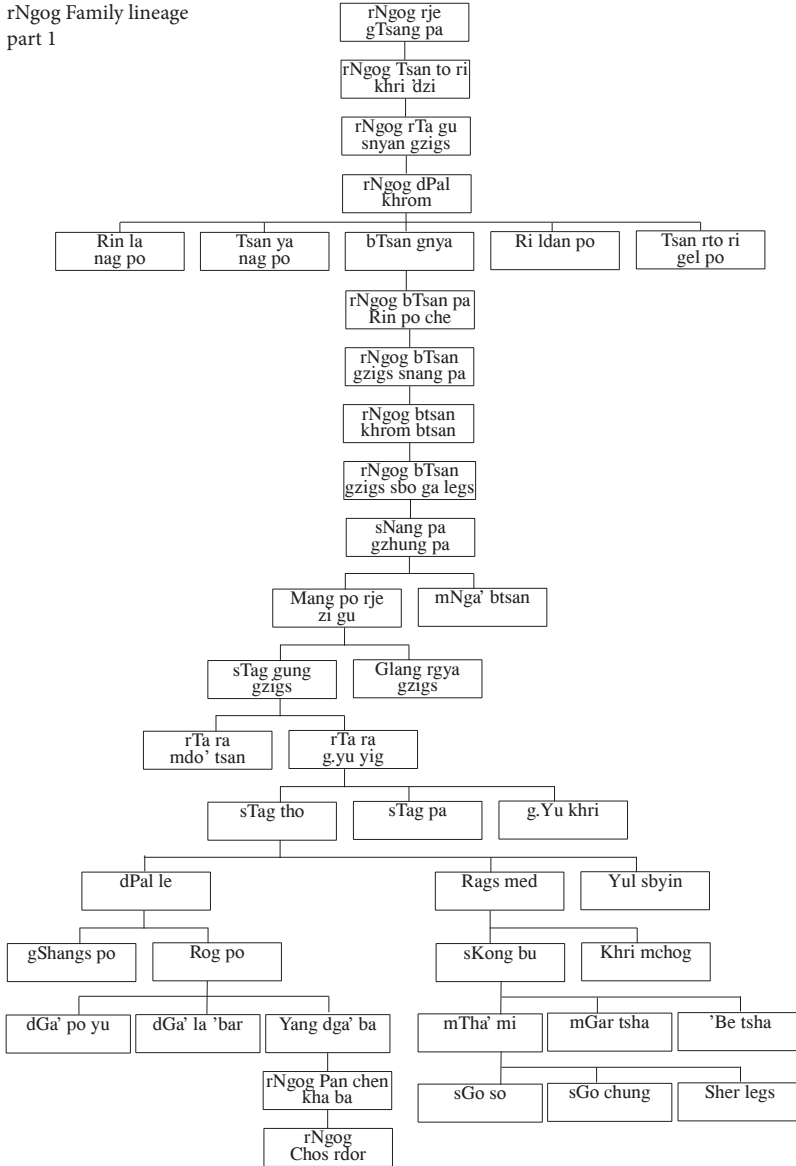 rNgog Family lineage
part 1
rNgog rje
gTsang pa
rNgog Tsan to ri
khri 'dzi
rNgog rTa gu
snyan gzigs
rNgog dPal
khrom
Rin la
nag po
Tsan ya
nag po
bTsan gnya
Ri ldan po
Tsan rto ri
gel po
rNgog bTsan pa
Rin po che
rNgog bTsan
gzigs snang pa
rNgog btsan
khrom btsan
rNgog bTsan
gzigs sbo ga legs
sNang pa
gzhung pa
Mang po rje
zi gu
mNga' btsan
sTag gung
gzigs
Glang rgya
gzigs
rTa ra
mdo' tsan
rTa ra
g.yu yig
sTag tho
sTag pa
g.Yu khri
dPal le
Rags med
Yul sbyin
gShangs po
Rog po
sKong bu
Khri mchog
dGa' po yu
dGa' la 'bar
Yang dga' ba
mTha' mi
mGar tsha
'Be tsha
rNgog Pan chen
kha ba
sGo so
sGo chung
Sher legs
rNgog
Chos rdor